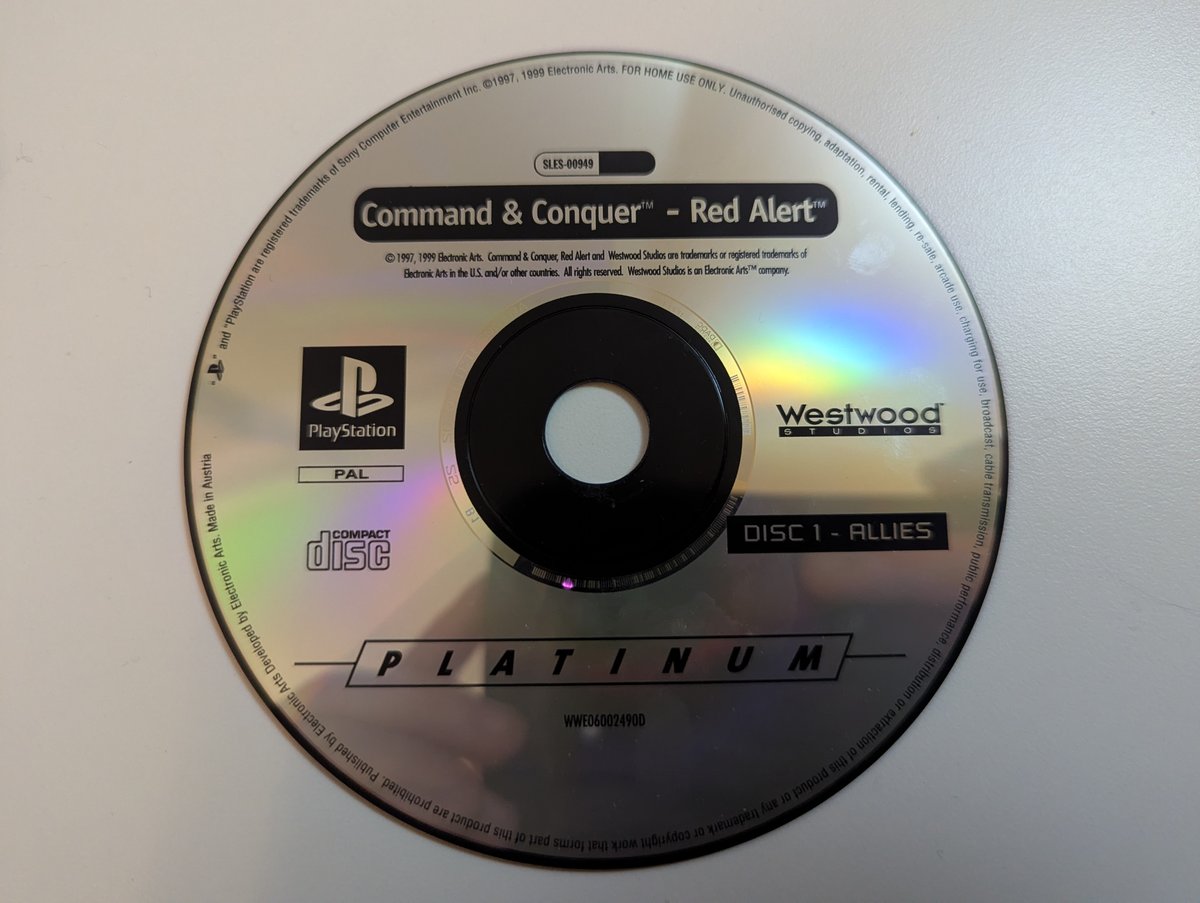 SLES-00949
Command & Conquer™ - Red Alert™
© 1997, 1999 Electronic Arts. Command & Conquer, Red Alert and Westwood Studios are trademarks or registered trademarks of
Electronic Arts in the U.S. and/or other countries. All rights reserved. Westwood Studios is an Electronic Arts™ company.
PlayStation
PAL
COMPACT
disc
Westwood™
STUDIOS
DISC 1 - ALLIES
PLATINUM
WWE06002490D
" " and "PlayStation are registered trademarks of Sony Computer Entertainment Inc. ©1997, 1999 Electronic Arts. FOR HOME USE ONLY. Unauthorised copying, adaptation, rental, lending, re-sale, arcade use, charging for use, broadcast, cable transmission, public performance, distribution or extraction of this product or any trademark or copyright work that forms part of this product are prohibited. Published by Electronic Arts Developed by Electronic Arts. Made in Austria